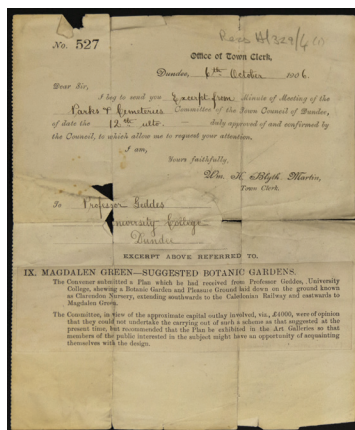 Recs A/329/4 (1)
No. 527
Office of Town Clerk,
Dundee, 6th October 1906.
Dear Sir,
I beg to send you Excerpt from Minute of Meeting of the
Parks & Cemeteries Committee of the Town Council of Dundee,
of date the 12th ulto. duly approved of and confirmed by
the Council, to which allow me to request your attention.
I am,
Yours faithfully,
Wm. H. Blyth Martin,
Town Clerk.
To Professor Geddes
University College
Dundee
EXCERPT ABOVE REFERRED TO.
IX. MAGDALEN GREEN—SUGGESTED BOTANIC GARDENS.
The Convener submitted a Plan which he had received from Professor Geddes, University
College, shewing a Botanic Garden and Pleasure Ground laid down on the ground known
as Clarendon Nursery, extending southwards to the Caledonian Railway and eastwards to
Magdalen Green.
The Committee, in view of the approximate capital outlay involved, viz., £4000, were of opinion
that they could not undertake the carrying out of such a scheme as that suggested at the
present time, but recommended that the Plan be exhibited in the Art Galleries so that
members of the public interested in the subject might have an opportunity of acquainting
themselves with the design.